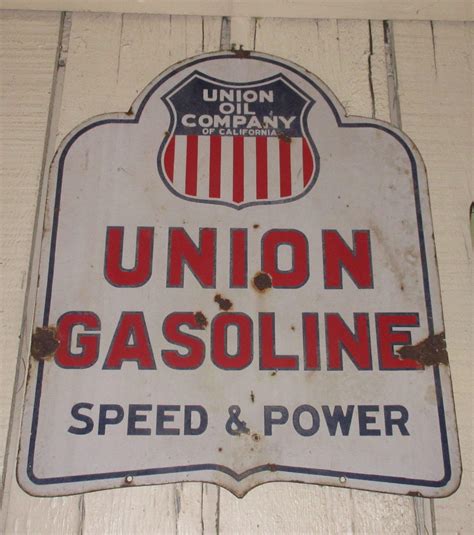 UNION
OIL
COMPANY
OF CALIFORNIA
UNION
GASOLINE
SPEED & POWER